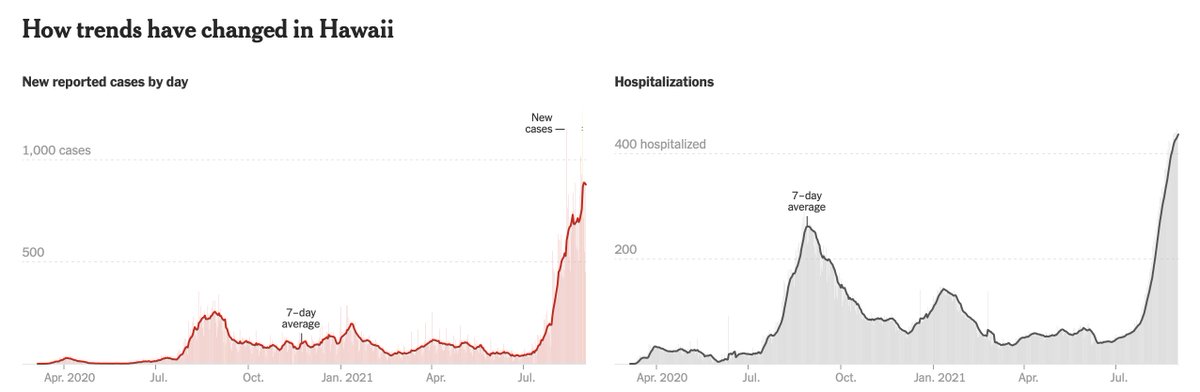 How trends have changed in Hawaii
New reported cases by day
New
cases —
1,000 cases
500
7–day
average
Apr. 2020 Jul. Oct. Jan. 2021 Apr. Jul.
Hospitalizations
400 hospitalized
7–day
average
200
Apr. 2020 Jul. Oct. Jan. 2021 Apr. Jul.